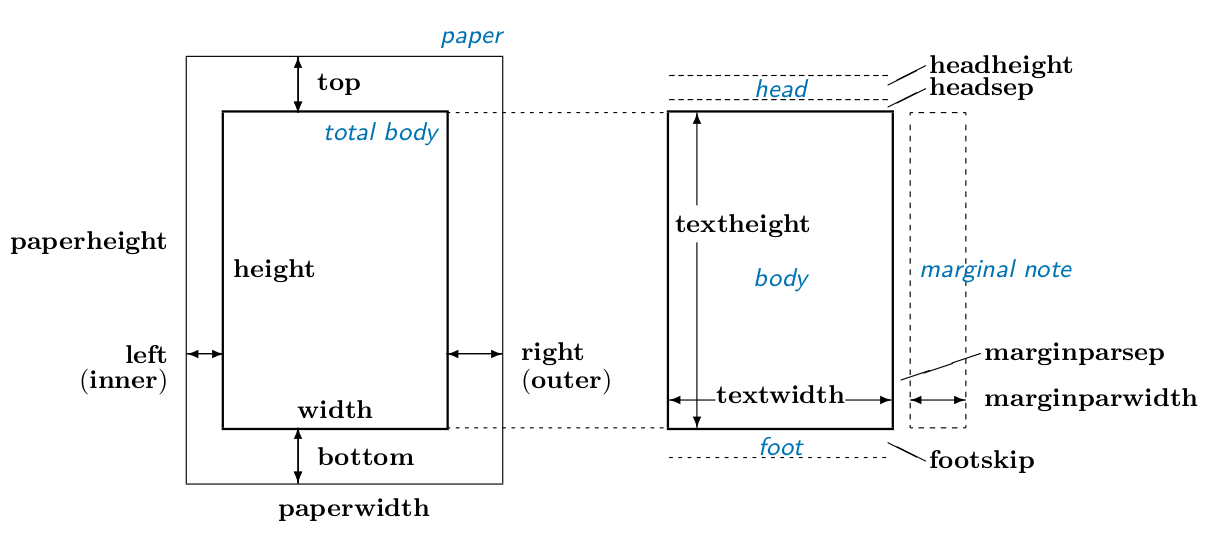 paper
top
total body
paperheight
height
left
(inner)
right
(outer)
width
bottom
paperwidth
head
headheight
headsep
textheight
body
marginal note
marginparsep
textwidth
marginparwidth
foot
footskip